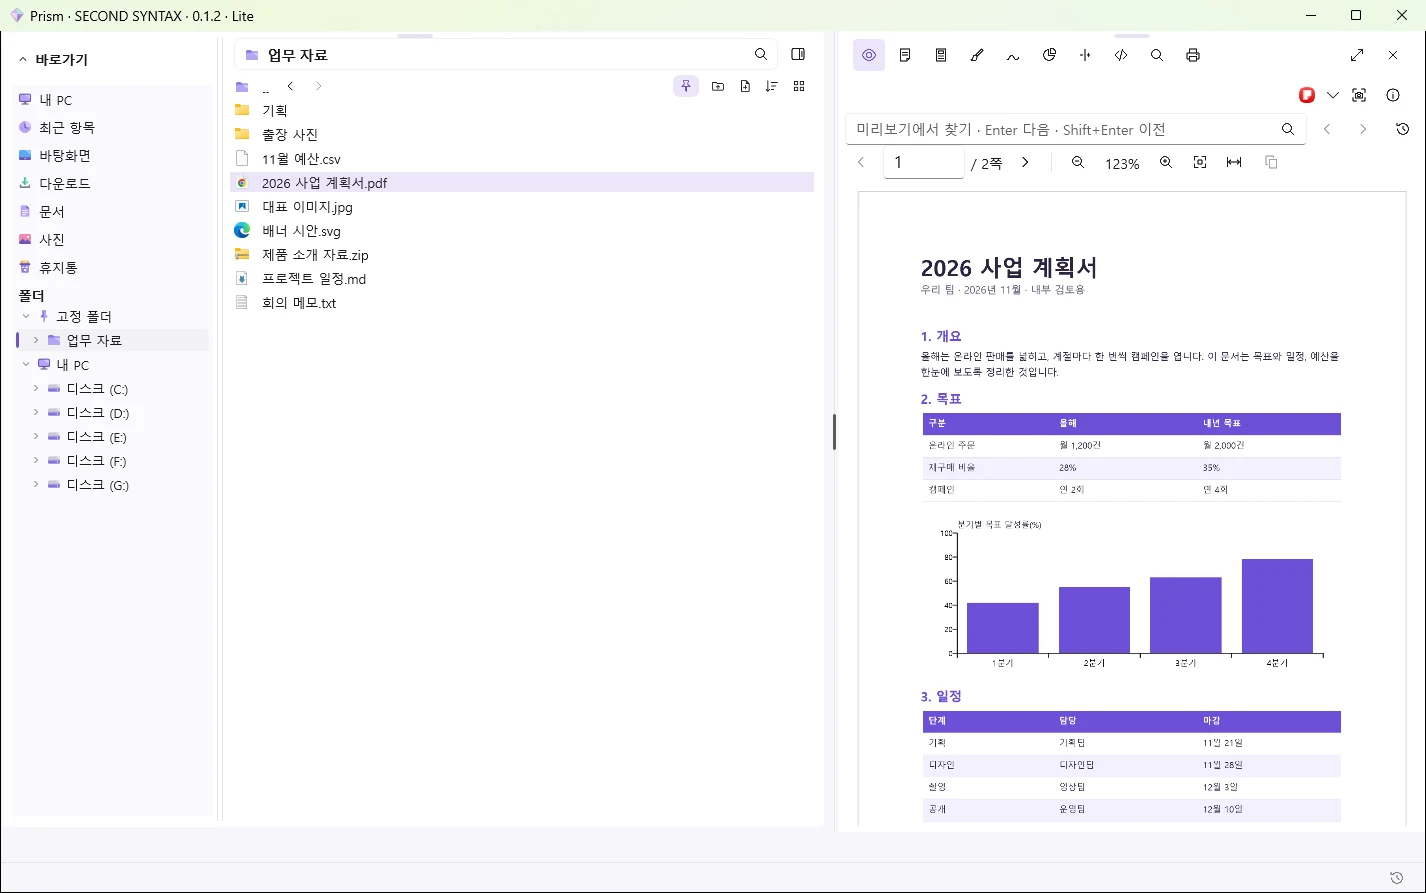 Prism · SECOND SYNTAX · 0.1.2 · Lite
바로가기
내 PC
최근 항목
바탕화면
다운로드
문서
사진
휴지통
폴더
고정 폴더
업무 자료
내 PC
디스크 (C:)
디스크 (D:)
디스크 (E:)
디스크 (F:)
디스크 (G:)
업무 자료
..
기획
출장 사진
11월 예산.csv
2026 사업 계획서.pdf
대표 이미지.jpg
배너 시안.svg
제품 소개 자료.zip
프로젝트 일정.md
회의 메모.txt
미리보기에서 찾기 · Enter 다음 · Shift+Enter 이전
1 / 2쪽 123%
2026 사업 계획서
우리 팀 · 2026년 11월 · 내부 검토용
1. 개요
올해는 온라인 판매를 넓히고, 계절마다 한 번씩 캠페인을 엽니다. 이 문서는 목표와 일정, 예산을
한눈에 보도록 정리한 것입니다.
2. 목표
구분 올해 내년 목표
온라인 주문 월 1,200건 월 2,000건
재구매 비율 28% 35%
캠페인 연 2회 연 4회
분기별 목표 달성률(%)
100
80
60
40
20
0
1분기 2분기 3분기 4분기
3. 일정
단계 담당 마감
기획 기획팀 11월 21일
디자인 디자인팀 11월 28일
촬영 영상팀 12월 3일
공개 운영팀 12월 10일